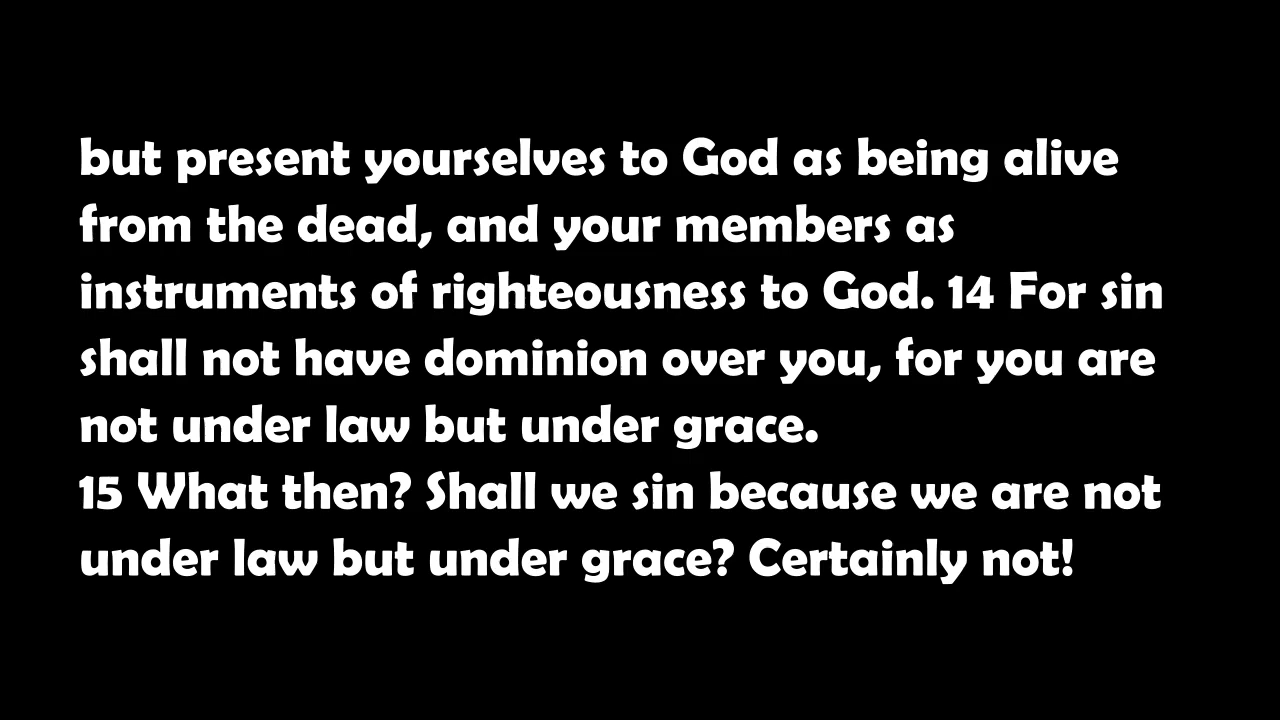 but present yourselves to God as being alive
from the dead, and your members as
instruments of righteousness to God. 14 For sin
shall not have dominion over you, for you are
not under law but under grace.
15 What then? Shall we sin because we are not
under law but under grace? Certainly not!